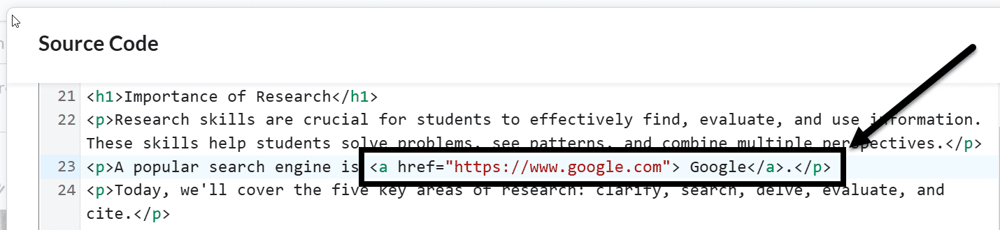 Source Code
21 <h1>Importance of Research</h1>
22 <p>Research skills are crucial for students to effectively find, evaluate, and use information.
These skills help students solve problems, see patterns, and combine multiple perspectives.</p>
23 <p>A popular search engine is <a href="https://www.google.com"> Google</a>.</p>
24 <p>Today, we'll cover the five key areas of research: clarify, search, delve, evaluate, and
cite.</p>